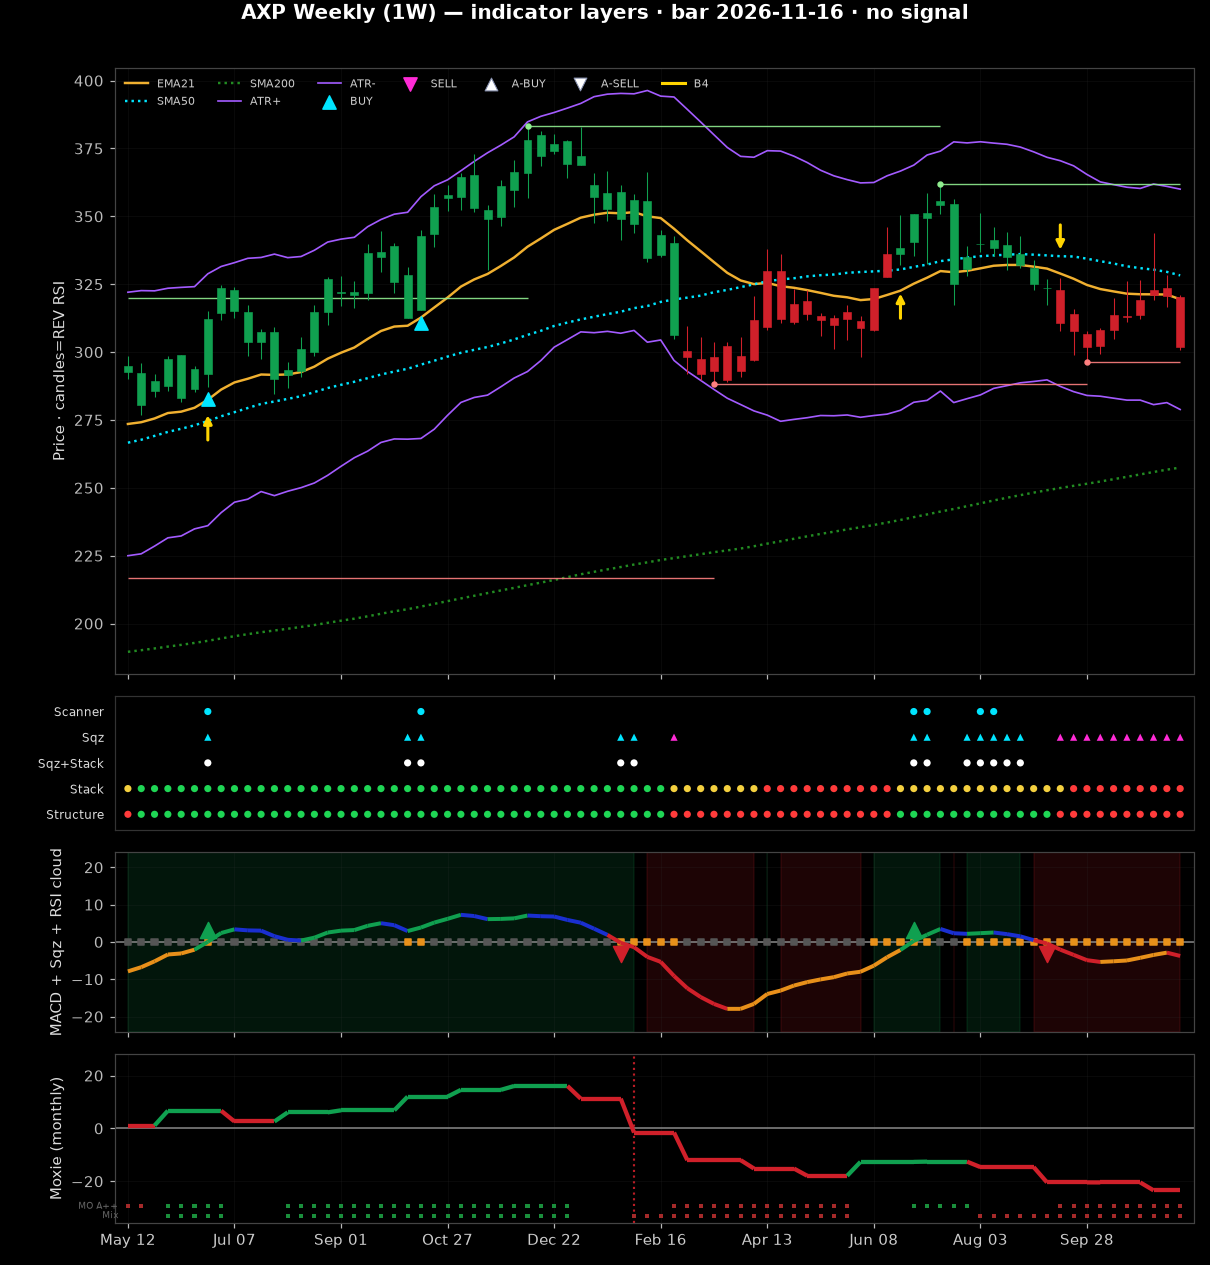 AXP Weekly (1W) — indicator layers · bar 2026-11-16 · no signal
EMA21 SMA200 ATR- SELL A-BUY A-SELL B4
SMA50 ATR+ BUY
Price · candles=REV RSI
400
375
350
325
300
275
250
225
200
Scanner
Sqz
Sqz+Stack
Stack
Structure
MACD + Sqz + RSI cloud
20
10
0
−10
−20
Moxie (monthly)
20
0
−20
MO A++
Mix
May 12 Jul 07 Sep 01 Oct 27 Dec 22 Feb 16 Apr 13 Jun 08 Aug 03 Sep 28